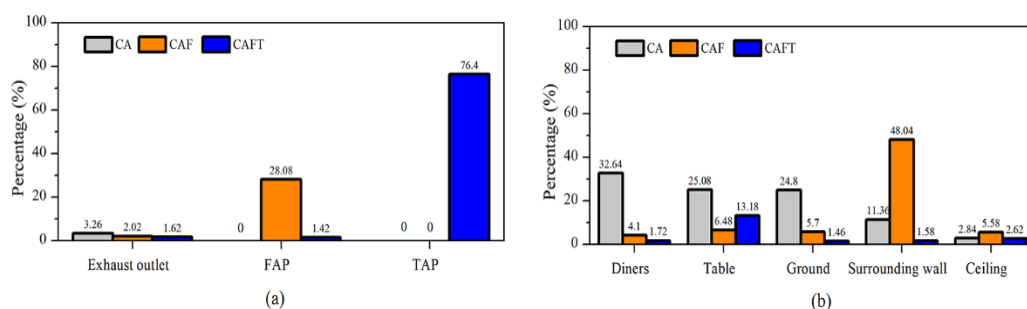 100
80
60
40
20
0
Percentage (%)
CA CAF CAFT
3.26 2.02 1.62
0 28.08 1.42
0 0 76.4
Exhaust outlet FAP TAP
(a)
100
80
60
40
20
0
Percentage (%)
CA CAF CAFT
32.64 4.1 1.72
25.08 6.48 13.18
24.8 5.7 1.46
11.36 48.04 1.58
2.84 5.58 2.62
Diners Table Ground Surrounding wall Ceiling
(b)